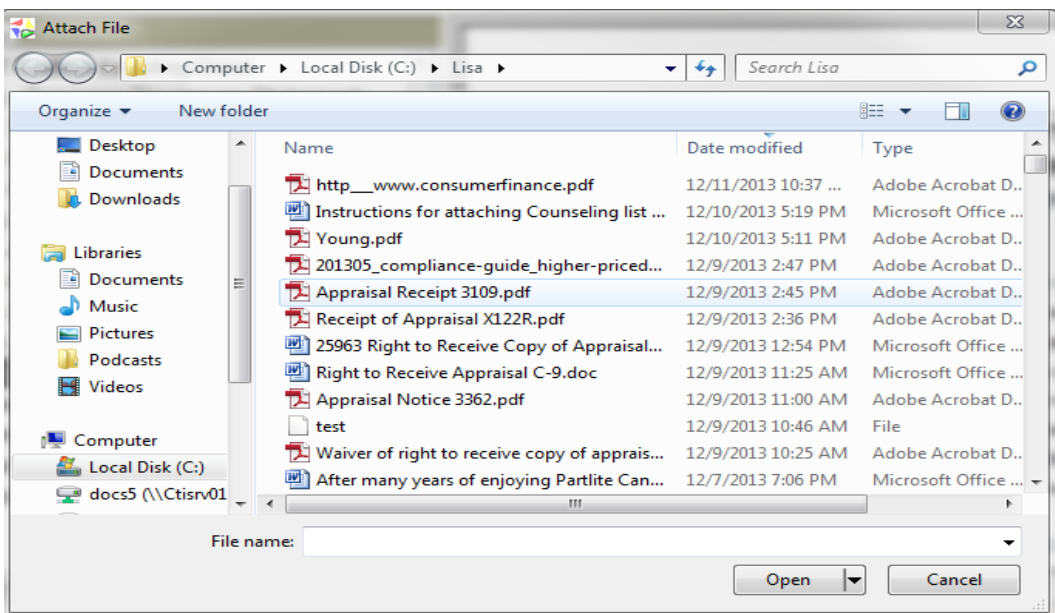 Attach File
Computer Local Disk (C:) Lisa Search Lisa
Organize New folder
Desktop
Documents
Downloads
Libraries
Documents
Music
Pictures
Podcasts
Videos
Computer
Local Disk (C:)
docs5 (\\Ctisrv01
Name Date modified Type
http__www.consumerfinance.pdf 12/11/2013 10:37 ... Adobe Acrobat D..
Instructions for attaching Counseling list ... 12/10/2013 5:19 PM Microsoft Office ...
Young.pdf 12/10/2013 5:11 PM Adobe Acrobat D..
201305_compliance-guide_higher-priced... 12/9/2013 2:47 PM Adobe Acrobat D..
Appraisal Receipt 3109.pdf 12/9/2013 2:45 PM Adobe Acrobat D..
Receipt of Appraisal X122R.pdf 12/9/2013 2:36 PM Adobe Acrobat D..
25963 Right to Receive Copy of Appraisal... 12/9/2013 12:54 PM Microsoft Office ...
Right to Receive Appraisal C-9.doc 12/9/2013 11:25 AM Microsoft Office ...
Appraisal Notice 3362.pdf 12/9/2013 11:00 AM Adobe Acrobat D..
test 12/9/2013 10:46 AM File
Waiver of right to receive copy of apprais... 12/9/2013 10:25 AM Adobe Acrobat D..
After many years of enjoying Partlite Can... 12/7/2013 7:06 PM Microsoft Office ...
File name:
Open Cancel